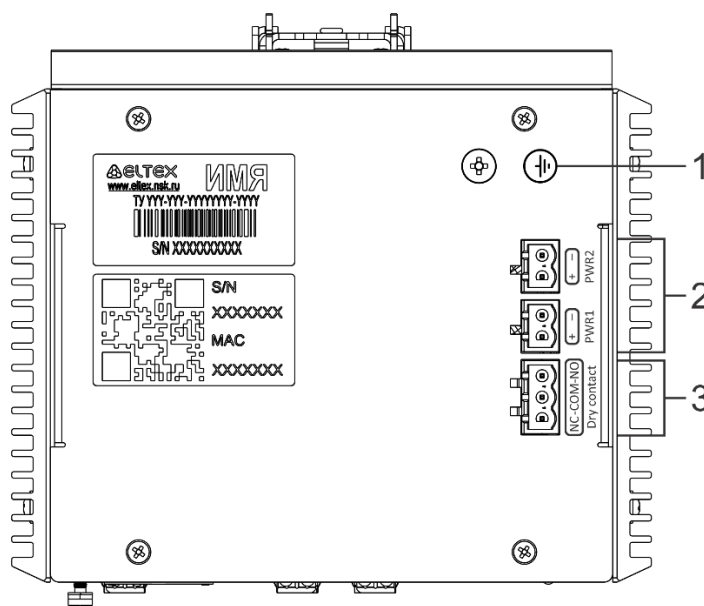 ELTEX
ИМЯ
www.eltex.nsk.ru
ТУ YYY-YYY-YYYYYYYY-YYYY
S/N XXXXXXXXXX
S/N
XXXXXXX
MAC
XXXXXXX
1
– +
PWR2
2
– +
PWR1
NC-COM-NO
Dry contact
3